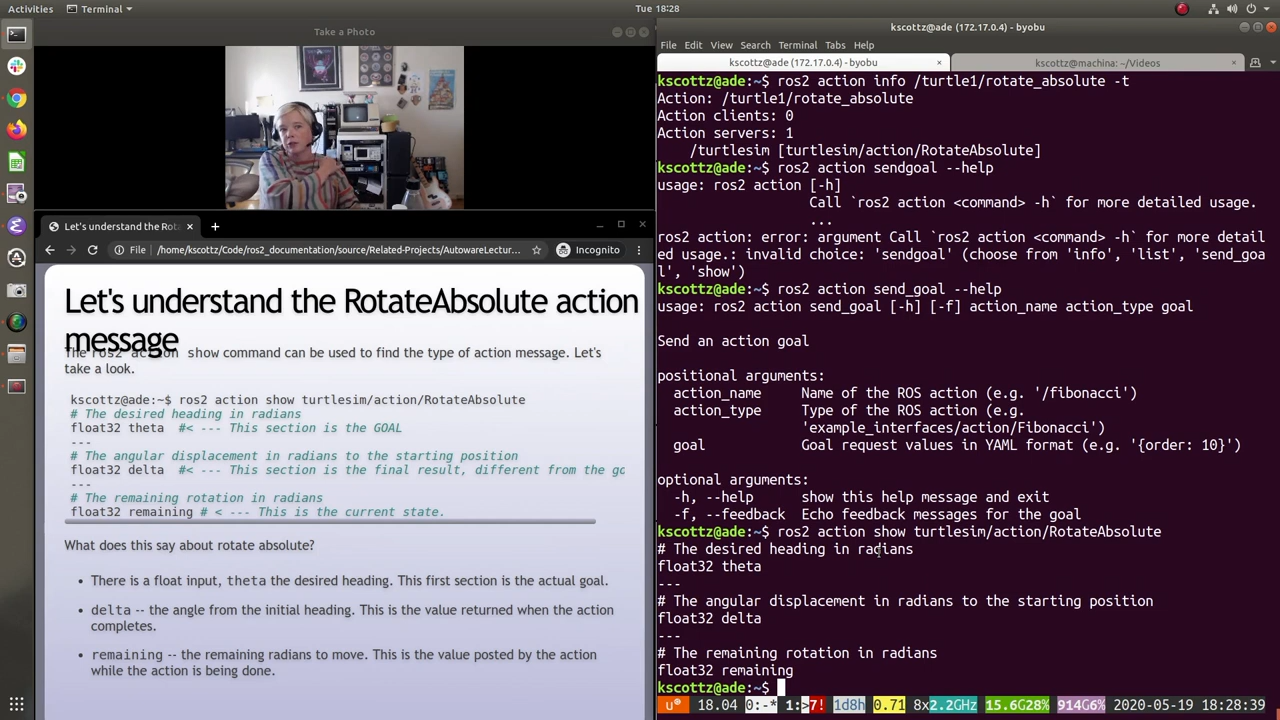 Activities
Terminal
Tue 18:28
Take a Photo
Let's understand the Rot
File
/home/kscottz/Code/ros2_documentation/source/Related-Projects/AutowareLectur...
Incognito
Let's understand the RotateAbsolute action
message
The ros2 action show command can be used to find the type of action message. Let's
take a look.
kscottz@ade:~$ ros2 action show turtlesim/action/RotateAbsolute
# The desired heading in radians
float32 theta  #< --- This section is the GOAL
---
# The angular displacement in radians to the starting position
float32 delta  #< --- This section is the final result, different from the go
---
# The remaining rotation in radians
float32 remaining # < --- This is the current state.
What does this say about rotate absolute?
• There is a float input, theta the desired heading. This first section is the actual goal.
• delta -- the angle from the initial heading. This is the value returned when the action
completes.
• remaining -- the remaining radians to move. This is the value posted by the action
while the action is being done.
kscottz@ade (172.17.0.4) - byobu
File Edit View Search Terminal Tabs Help
kscottz@ade (172.17.0.4) - byobu
kscottz@machina: ~/Videos
kscottz@ade:~$ ros2 action info /turtle1/rotate_absolute -t
Action: /turtle1/rotate_absolute
Action clients: 0
Action servers: 1
/turtlesim [turtlesim/action/RotateAbsolute]
kscottz@ade:~$ ros2 action sendgoal --help
usage: ros2 action [-h]
Call `ros2 action <command> -h` for more detailed usage.
...
ros2 action: error: argument Call `ros2 action <command> -h` for more detail
ed usage.: invalid choice: 'sendgoal' (choose from 'info', 'list', 'send_goa
l', 'show')
kscottz@ade:~$ ros2 action send_goal --help
usage: ros2 action send_goal [-h] [-f] action_name action_type goal
Send an action goal
positional arguments:
action_name     Name of the ROS action (e.g. '/fibonacci')
action_type     Type of the ROS action (e.g.
'example_interfaces/action/Fibonacci')
goal            Goal request values in YAML format (e.g. '{order: 10}')
optional arguments:
-h, --help      show this help message and exit
-f, --feedback  Echo feedback messages for the goal
kscottz@ade:~$ ros2 action show turtlesim/action/RotateAbsolute
# The desired heading in radians
float32 theta
---
# The angular displacement in radians to the starting position
float32 delta
---
# The remaining rotation in radians
float32 remaining
kscottz@ade:~$
u 18.04 0:-* 1:>7! 1d8h 0.71 8x2.2GHz 15.6G28% 914G6% 2020-05-19 18:28:39